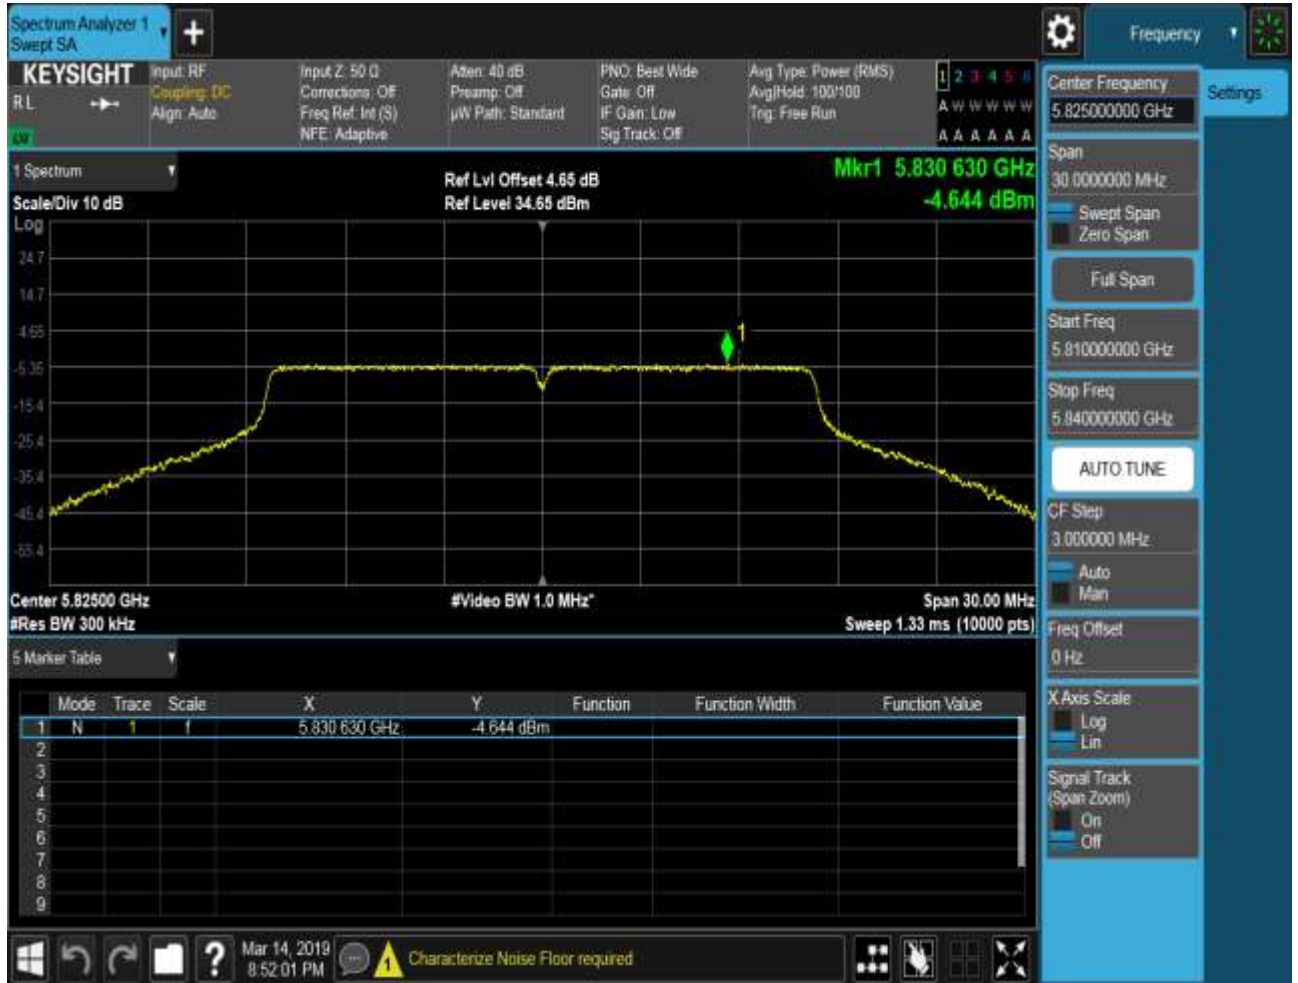 Spectrum Analyzer 1
Swept SA
+
Frequency
KEYSIGHT
RL
Input: RF
Coupling: DC
Align: Auto
Input Z: 50 Ω
Corrections: Off
Freq Ref: Int (S)
NFE: Adaptive
Atten: 40 dB
Preamp: Off
µW Path: Standard
PNO: Best Wide
Gate: Off
IF Gain: Low
Sig Track: Off
Avg Type: Power (RMS)
Avg|Hold: 100/100
Trig: Free Run
1 2 3 4 5 6
A W W W W W
A A A A A A
1 Spectrum
Scale/Div 10 dB
Ref Lvl Offset 4.65 dB
Ref Level 34.65 dBm
Mkr1 5.830 630 GHz
-4.644 dBm
Log
24.7
14.7
4.65
-5.35
-15.4
-25.4
-35.4
-45.4
-55.4
1
Center 5.82500 GHz
#Res BW 300 kHz
#Video BW 1.0 MHz*
Span 30.00 MHz
Sweep 1.33 ms (10000 pts)
5 Marker Table
Mode Trace Scale X Y Function Function Width Function Value
1 N 1 f 5.830 630 GHz -4.644 dBm
2
3
4
5
6
7
8
9
Center Frequency
5.825000000 GHz
Settings
Span
30.0000000 MHz
Swept Span
Zero Span
Full Span
Start Freq
5.810000000 GHz
Stop Freq
5.840000000 GHz
AUTO TUNE
CF Step
3.000000 MHz
Auto
Man
Freq Offset
0 Hz
X Axis Scale
Log
Lin
Signal Track
(Span Zoom)
On
Off
?
Mar 14, 2019
8:52:01 PM
1
Characterize Noise Floor required